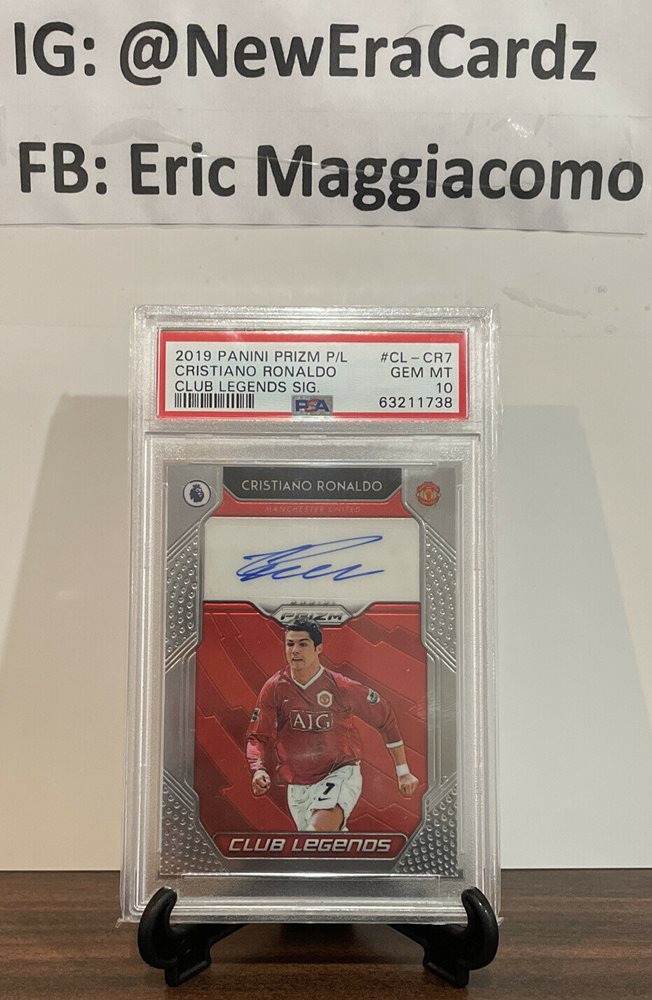 IG: @NewEraCardz
FB: Eric Maggiacomo
2019 PANINI PRIZM P/L #CL-CR7
CRISTIANO RONALDO GEM MT
CLUB LEGENDS SIG. 10
PSA 63211738
CRISTIANO RONALDO
MANCHESTER UNITED
PRIZM
AIG
7
CLUB LEGENDS